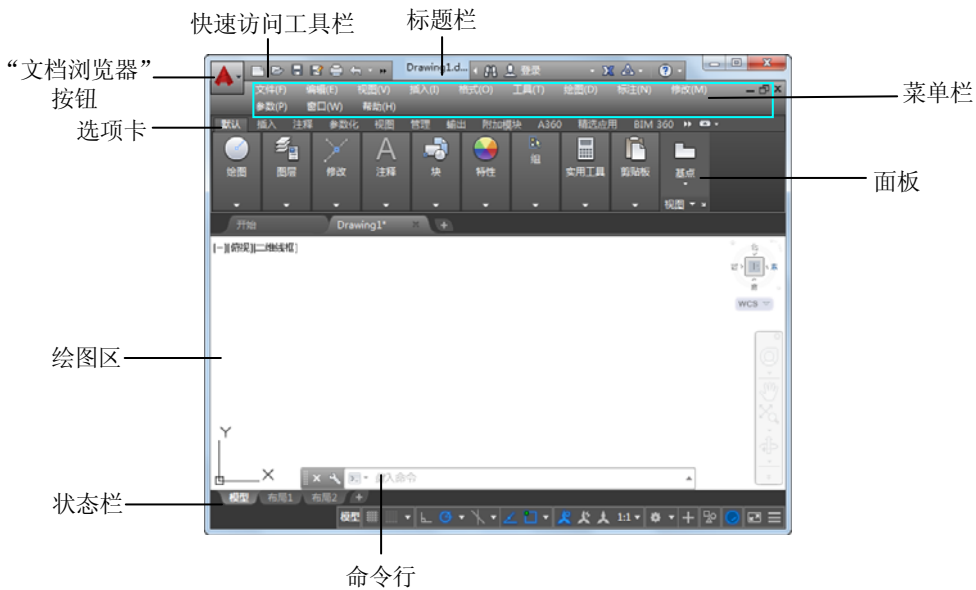 快速访问工具栏
标题栏
“文档浏览器”
按钮
菜单栏
选项卡
面板
绘图区
状态栏
命令行
Drawing1.d...
登录
文件(F) 编辑(E) 视图(V) 插入(I) 格式(O) 工具(T) 绘图(D) 标注(N) 修改(M)
参数(P) 窗口(W) 帮助(H)
默认 插入 注释 参数化 视图 管理 输出 附加模块 A360 精选应用 BIM 360
绘图 图层 修改 注释 块 特性 组 实用工具 剪贴板 基点
视图
开始 Drawing1* +
[−][俯视][二维线框]
WCS
Y
X
键入命令
模型 布局1 布局2 +
模型 1:1